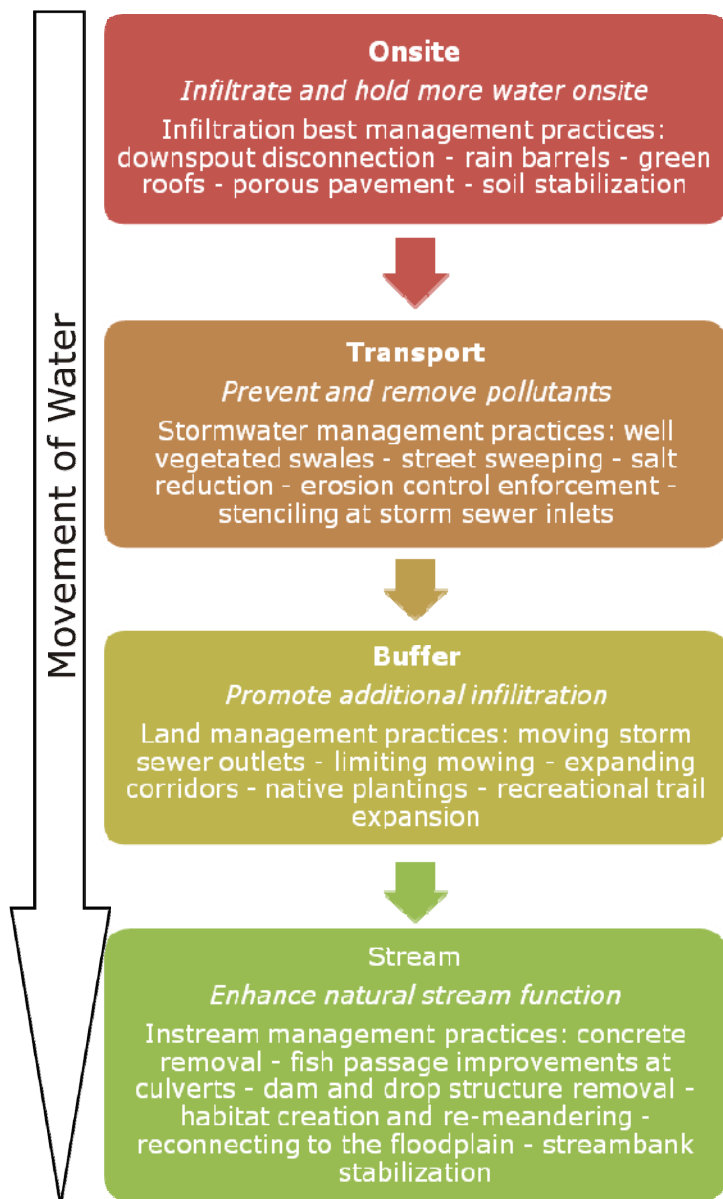 Movement of Water
Onsite
Infiltrate and hold more water onsite
Infiltration best management practices:
downspout disconnection - rain barrels - green
roofs - porous pavement - soil stabilization
Transport
Prevent and remove pollutants
Stormwater management practices: well
vegetated swales - street sweeping - salt
reduction - erosion control enforcement -
stenciling at storm sewer inlets
Buffer
Promote additional infilitration
Land management practices: moving storm
sewer outlets - limiting mowing - expanding
corridors - native plantings - recreational trail
expansion
Stream
Enhance natural stream function
Instream management practices: concrete
removal - fish passage improvements at
culverts - dam and drop structure removal -
habitat creation and re-meandering -
reconnecting to the floodplain - streambank
stabilization